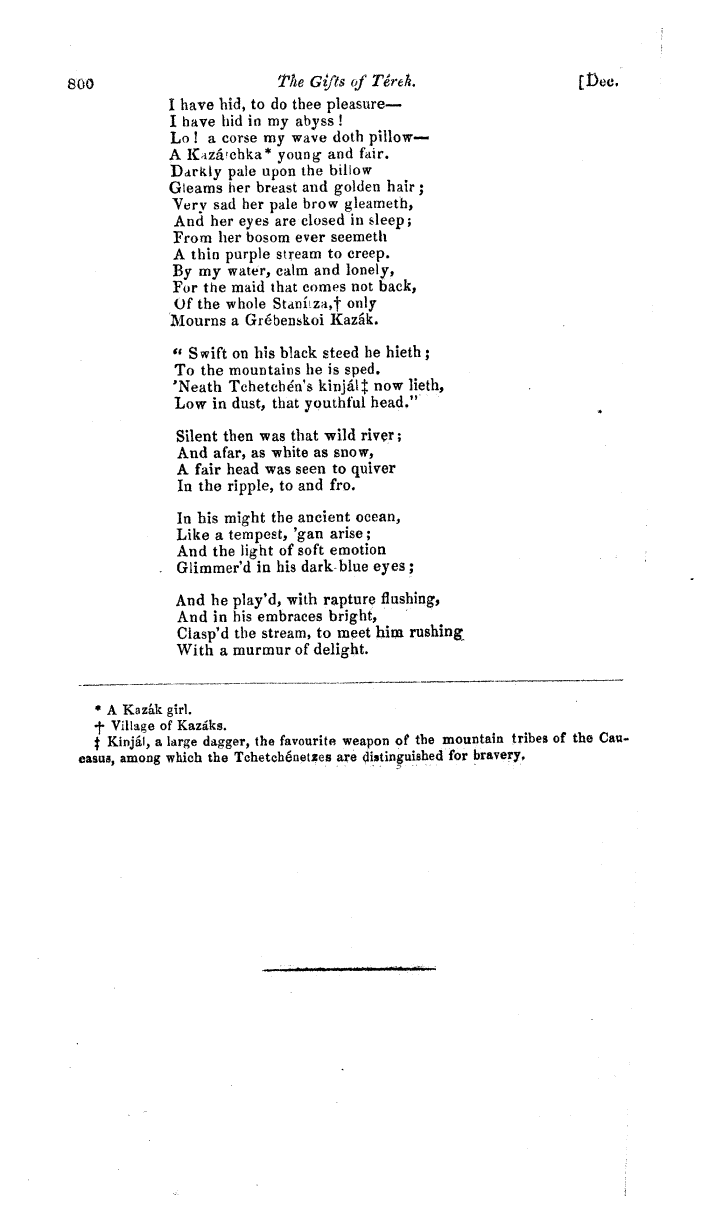 800 The Gifts of Térek. [Dec.
I have hid, to do thee pleasure—
I have hid in my abyss!
Lo! a corse my wave doth pillow—
A Kazáchka* young and fair.
Darkly pale upon the billow
Gleams her breast and golden hair;
Very sad her pale brow gleameth,
And her eyes are closed in sleep;
From her bosom ever seemeth
A thin purple stream to creep.
By my water, calm and lonely,
For the maid that comes not back,
Of the whole Stanítza,† only
Mourns a Grébenskoi Kazák.
“ Swift on his black steed he hieth;
To the mountains he is sped.
'Neath Tchetchén's kinjál‡ now lieth,
Low in dust, that youthful head.”
Silent then was that wild river;
And afar, as white as snow,
A fair head was seen to quiver
In the ripple, to and fro.
In his might the ancient ocean,
Like a tempest, 'gan arise;
And the light of soft emotion
Glimmer'd in his dark-blue eyes;
And he play'd, with rapture flushing,
And in his embraces bright,
Clasp'd the stream, to meet him rushing
With a murmur of delight.
* A Kazák girl.
† Village of Kazáks.
‡ Kinjál, a large dagger, the favourite weapon of the mountain tribes of the Cau-
casus, among which the Tchetchénetzes are distinguished for bravery.